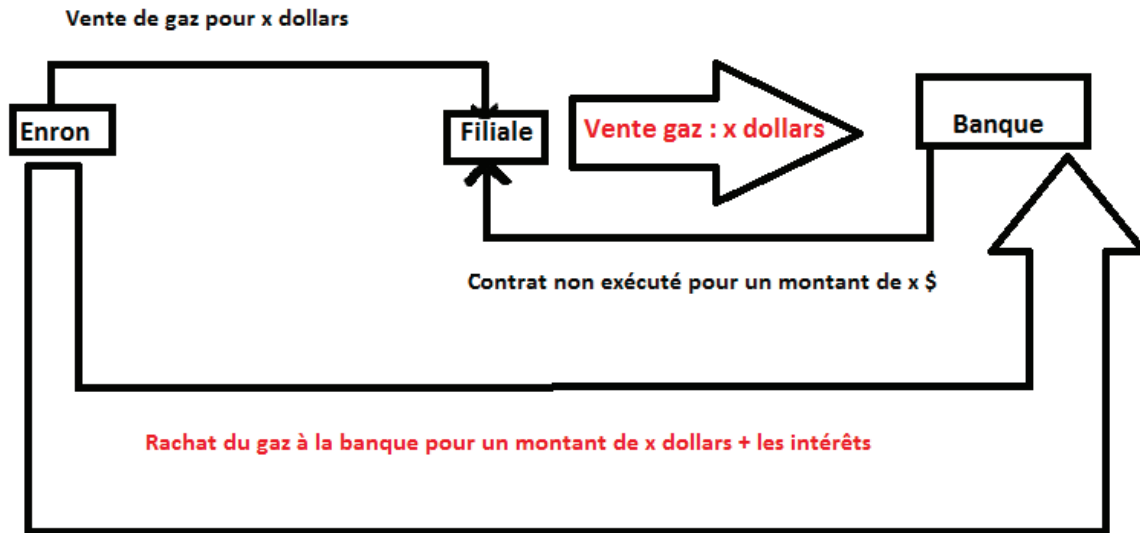 Vente de gaz pour x dollars
Enron
Filiale
Vente gaz : x dollars
Banque
Contrat non exécuté pour un montant de x $
Rachat du gaz à la banque pour un montant de x dollars + les intérêts